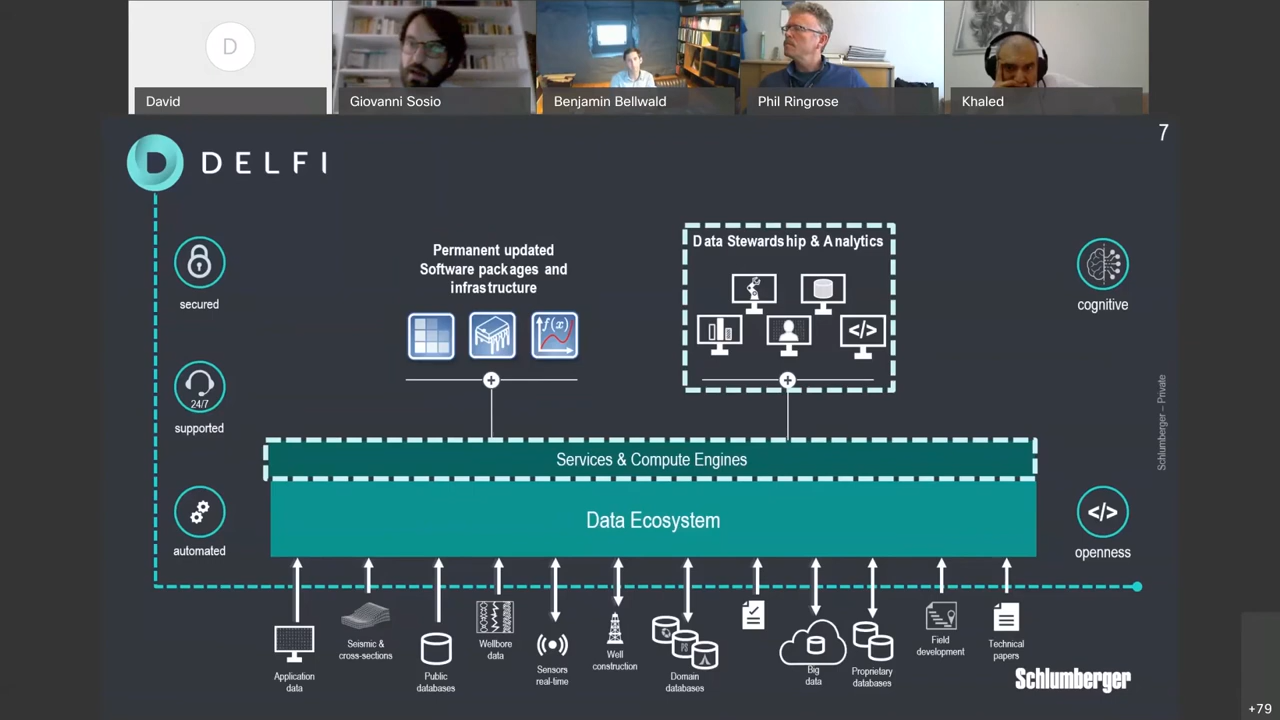 D
David
Giovanni Sosio
Benjamin Bellwald
Phil Ringrose
Khaled
7
D DELFI
secured
24/7
supported
automated
Permanent updated
Software packages and
infrastructure
f(x)
Data Stewardship & Analytics
</>
cognitive
</>
openness
Schlumberger – Private
Services & Compute Engines
Data Ecosystem
Application
data
Seismic &
cross-sections
Public
databases
Wellbore
data
Sensors
real-time
Well
construction
PS
Domain
databases
Big
data
Proprietary
databases
Field
development
Technical
papers
Schlumberger
+79